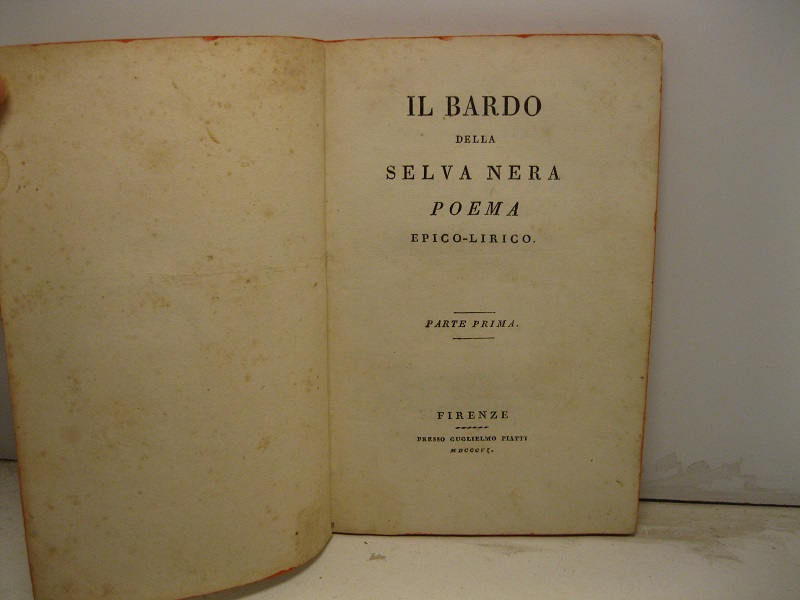 IL BARDO
DELLA
SELVA NERA
POEMA
EPICO-LIRICO.
PARTE PRIMA.
FIRENZE
PRESSO GUGLIELMO PIATTI
MDCCCVI.